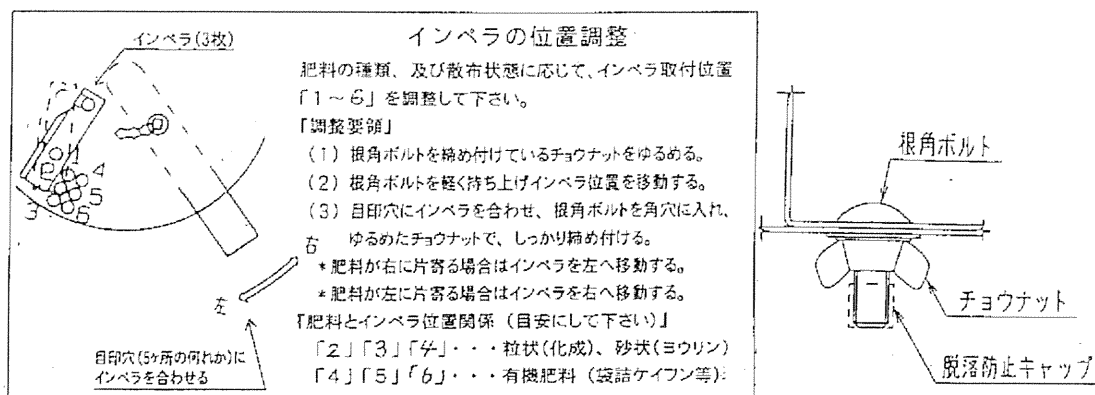 インペラ(3枚)
1
2
3
4
5
6
右
左
目印穴(5ヶ所の何れか)に
インペラを合わせる
インペラの位置調整
肥料の種類、及び散布状態に応じて、インペラ取付位置
「1～6」を調整して下さい。
「調整要領」
(1) 根角ボルトを締め付けているチョウナットをゆるめる。
(2) 根角ボルトを軽く持ち上げインペラ位置を移動する。
(3) 目印穴にインペラを合わせ、根角ボルトを角穴に入れ、
ゆるめたチョウナットで、しっかり締め付ける。
*肥料が右に片寄る場合はインペラを左へ移動する。
*肥料が左に片寄る場合はインペラを右へ移動する。
『肥料とインペラ位置関係（目安にして下さい)』
「2」「3」「4」・・・粒状(化成)、砂状(ヨウリン)
「4」「5」「6」・・・有機肥料（袋詰ケイフン等)
根角ボルト
チョウナット
脱落防止キャップ